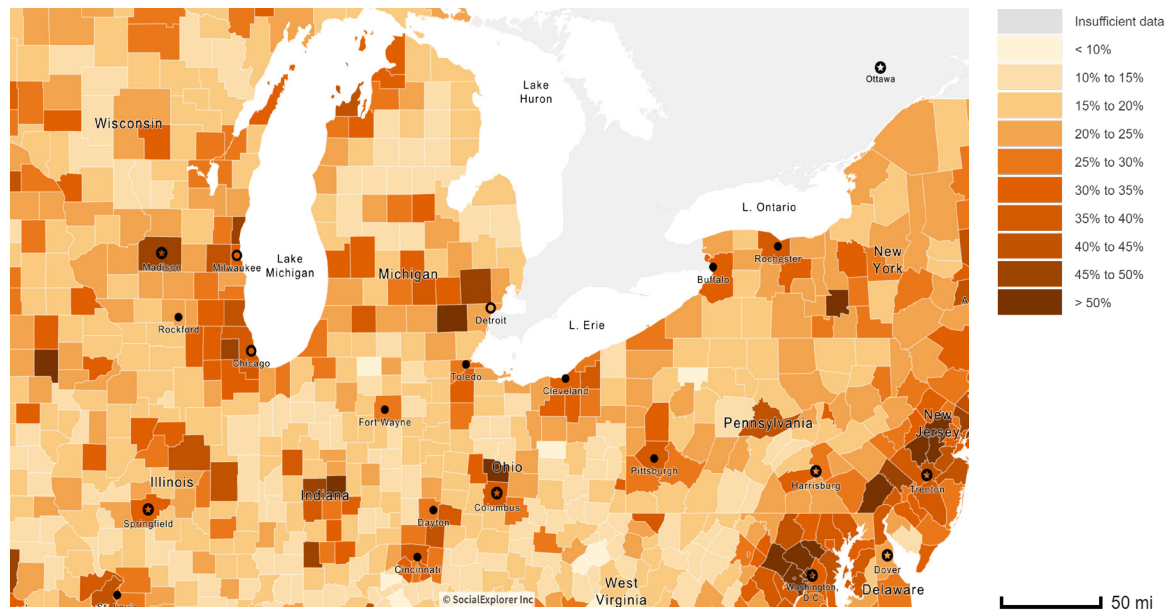 Insufficient data
< 10%
10% to 15%
15% to 20%
20% to 25%
25% to 30%
30% to 35%
35% to 40%
40% to 45%
45% to 50%
> 50%
Ottawa
Lake
Huron
Wisconsin
L. Ontario
Rochester
New
York
Madison
Milwaukee
Lake
Michigan
Michigan
Buffalo
Detroit
L. Erie
Rockford
Chicago
Toledo
Cleveland
Fort Wayne
Pennsylvania
New
Jersey
Pittsburgh
Ohio
Harrisburg
Trenton
Illinois
Indiana
Columbus
Springfield
Dayton
Cincinnati
Dover
Delaware
Washington,
D.C.
West
Virginia
© SocialExplorer Inc
50 mi